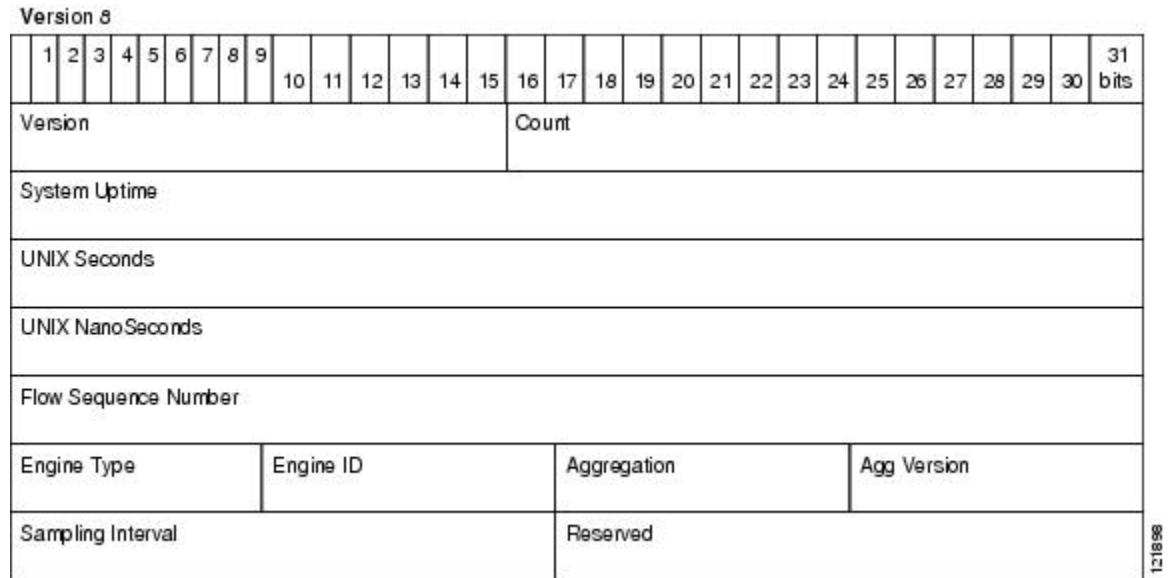 Version 8
1 2 3 4 5 6 7 8 9 10 11 12 13 14 15 16 17 18 19 20 21 22 23 24 25 26 27 28 29 30 31 bits
Version Count
System Uptime
UNIX Seconds
UNIX NanoSeconds
Flow Sequence Number
Engine Type Engine ID Aggregation Agg Version
Sampling Interval Reserved
121898